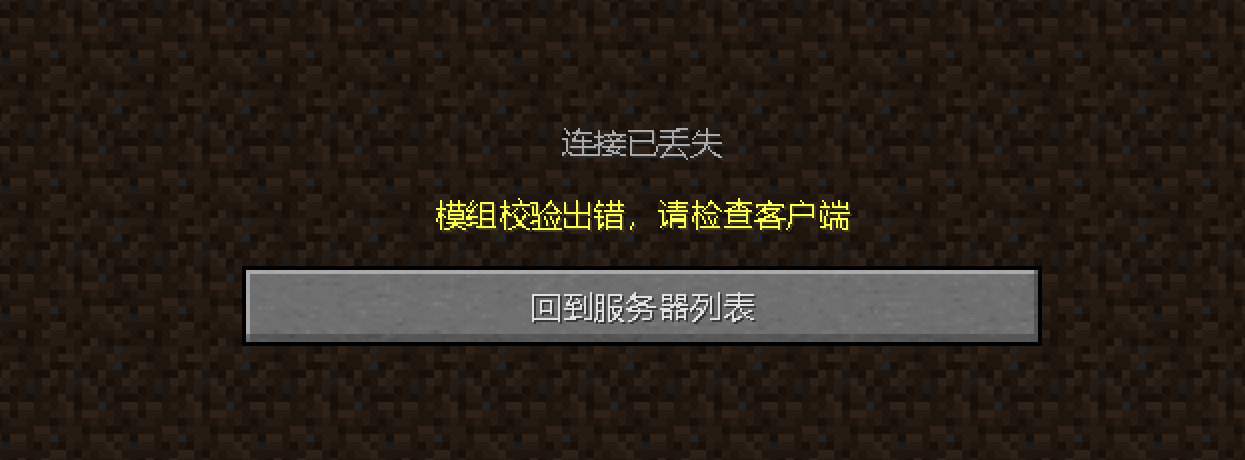 连接已丢失
模组校验出错，请检查客户端
回到服务器列表